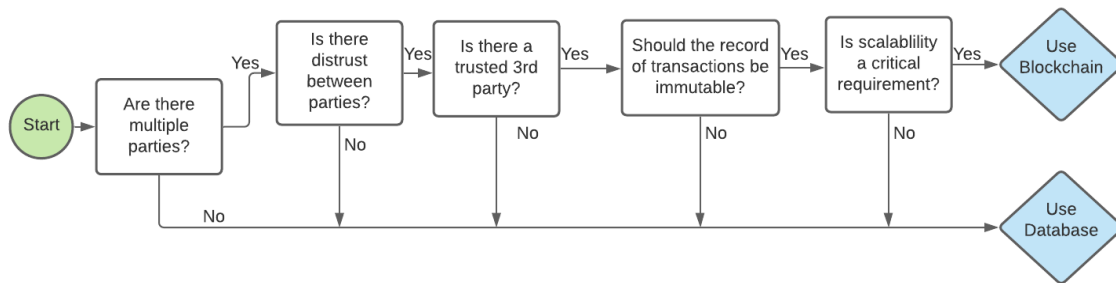 Start
Are there
multiple
parties?
Yes
No
Is there
distrust
between
parties?
Yes
No
Is there a
trusted 3rd
party?
Yes
No
Should the record
of transactions be
immutable?
Yes
No
Is scalablility
a critical
requirement?
Yes
No
Use
Blockchain
Use
Database